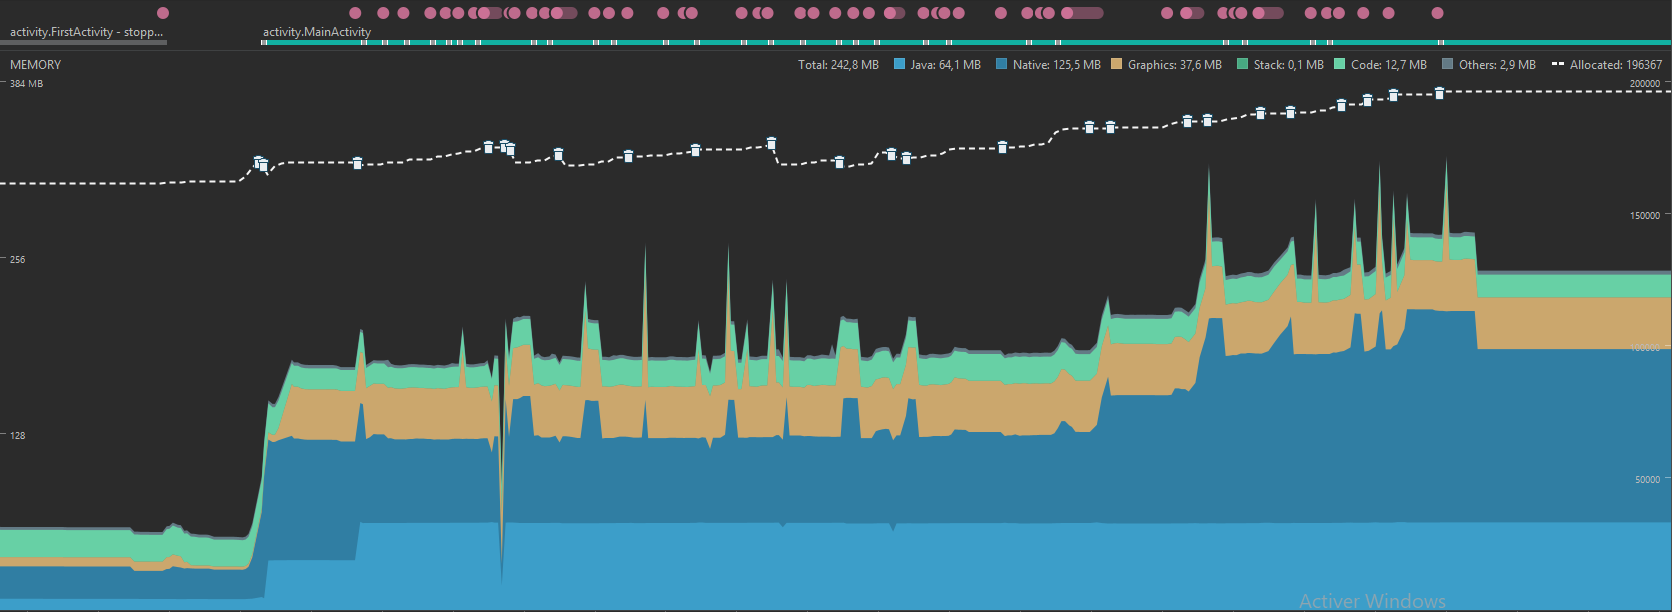 activity.FirstActivity - stopp...
activity.MainActivity
MEMORY
Total: 242,8 MB
Java: 64,1 MB
Native: 125,5 MB
Graphics: 37,6 MB
Stack: 0,1 MB
Code: 12,7 MB
Others: 2,9 MB
Allocated: 196367
384 MB
200000
150000
256
100000
128
50000
Activer Windows